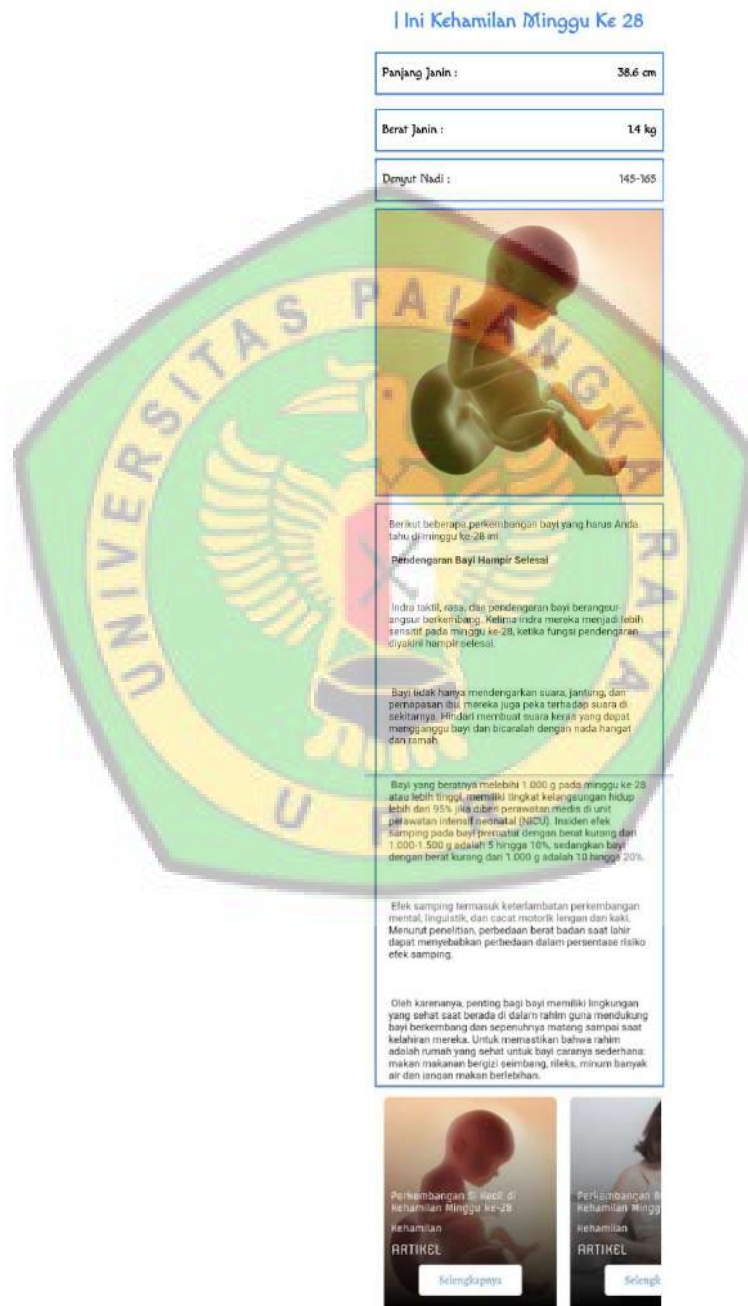 | Ini Kehamilan Minggu Ke 28
Panjang Janin : 38.6 cm
Berat Janin : 1.4 kg
Denyut Nadi : 145-165
UNIVERSITAS PALANGKA RAYA
Berikut beberapa perkembangan bayi yang harus Anda
tahu di minggu ke-28 ini
Pendengaran Bayi Hampir Selesai
Indra taktil, rasa, dan pendengaran bayi berangsur-
angsur berkembang. Kelima indra mereka menjadi lebih
sensitif pada minggu ke-28, ketika fungsi pendengaran
diyakini hampir selesai.
Bayi tidak hanya mendengarkan suara, jantung, dan
pernapasan ibu, mereka juga peka terhadap suara di
sekitarnya. Hindari membuat suara keras yang dapat
mengganggu bayi dan bicaralah dengan nada hangat
dan ramah.
Bayi yang beratnya melebihi 1.000 g pada minggu ke-28
atau lebih tinggi, memiliki tingkat kelangsungan hidup
lebih dari 95% jika diberi perawatan medis di unit
perawatan intensif neonatal (NICU). Insiden efek
samping pada bayi prematur dengan berat kurang dari
1.000-1.500 g adalah 5 hingga 10%, sedangkan bayi
dengan berat kurang dari 1.000 g adalah 10 hingga 20%.
Efek samping termasuk keterlambatan perkembangan
mental, linguistik, dan cacat motorik lengan dan kaki.
Menurut penelitian, perbedaan berat badan saat lahir
dapat menyebabkan perbedaan dalam persentase risiko
efek samping.
Oleh karenanya, penting bagi bayi memiliki lingkungan
yang sehat saat berada di dalam rahim guna mendukung
bayi berkembang dan sepenuhnya matang sampai saat
kelahiran mereka. Untuk memastikan bahwa rahim
adalah rumah yang sehat untuk bayi caranya sederhana:
makan makanan bergizi seimbang, rileks, minum banyak
air dan jangan makan berlebihan.
Perkembangan Si Kecil di
Kehamilan Minggu ke-28
Kehamilan
ARTIKEL
Selengkapnya
Perkembangan
Kehamilan Mingg
Kehamilan
ARTIKEL
Selengk